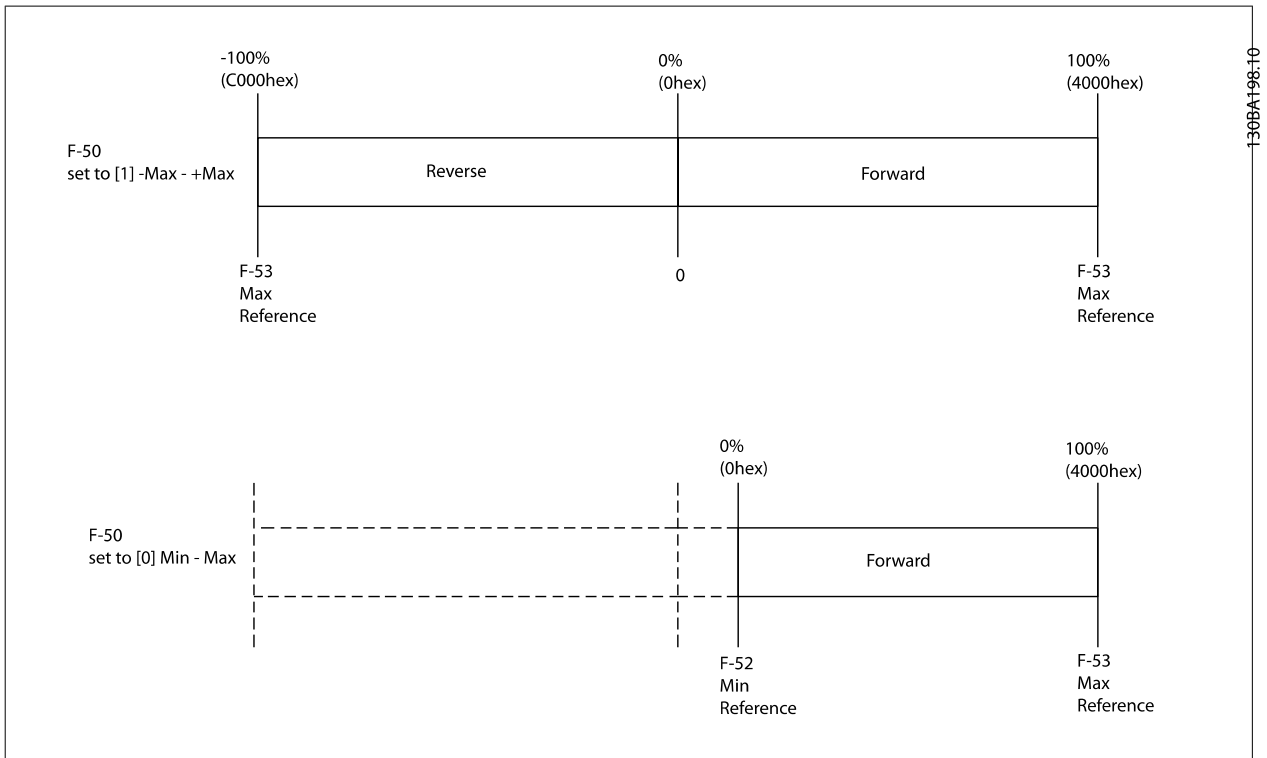 -100%
(C000hex)
0%
(0hex)
100%
(4000hex)
130BA198.10
F-50
set to [1] -Max - +Max
Reverse
Forward
F-53
Max
Reference
0
F-53
Max
Reference
0%
(0hex)
100%
(4000hex)
F-50
set to [0] Min - Max
Forward
F-52
Min
Reference
F-53
Max
Reference